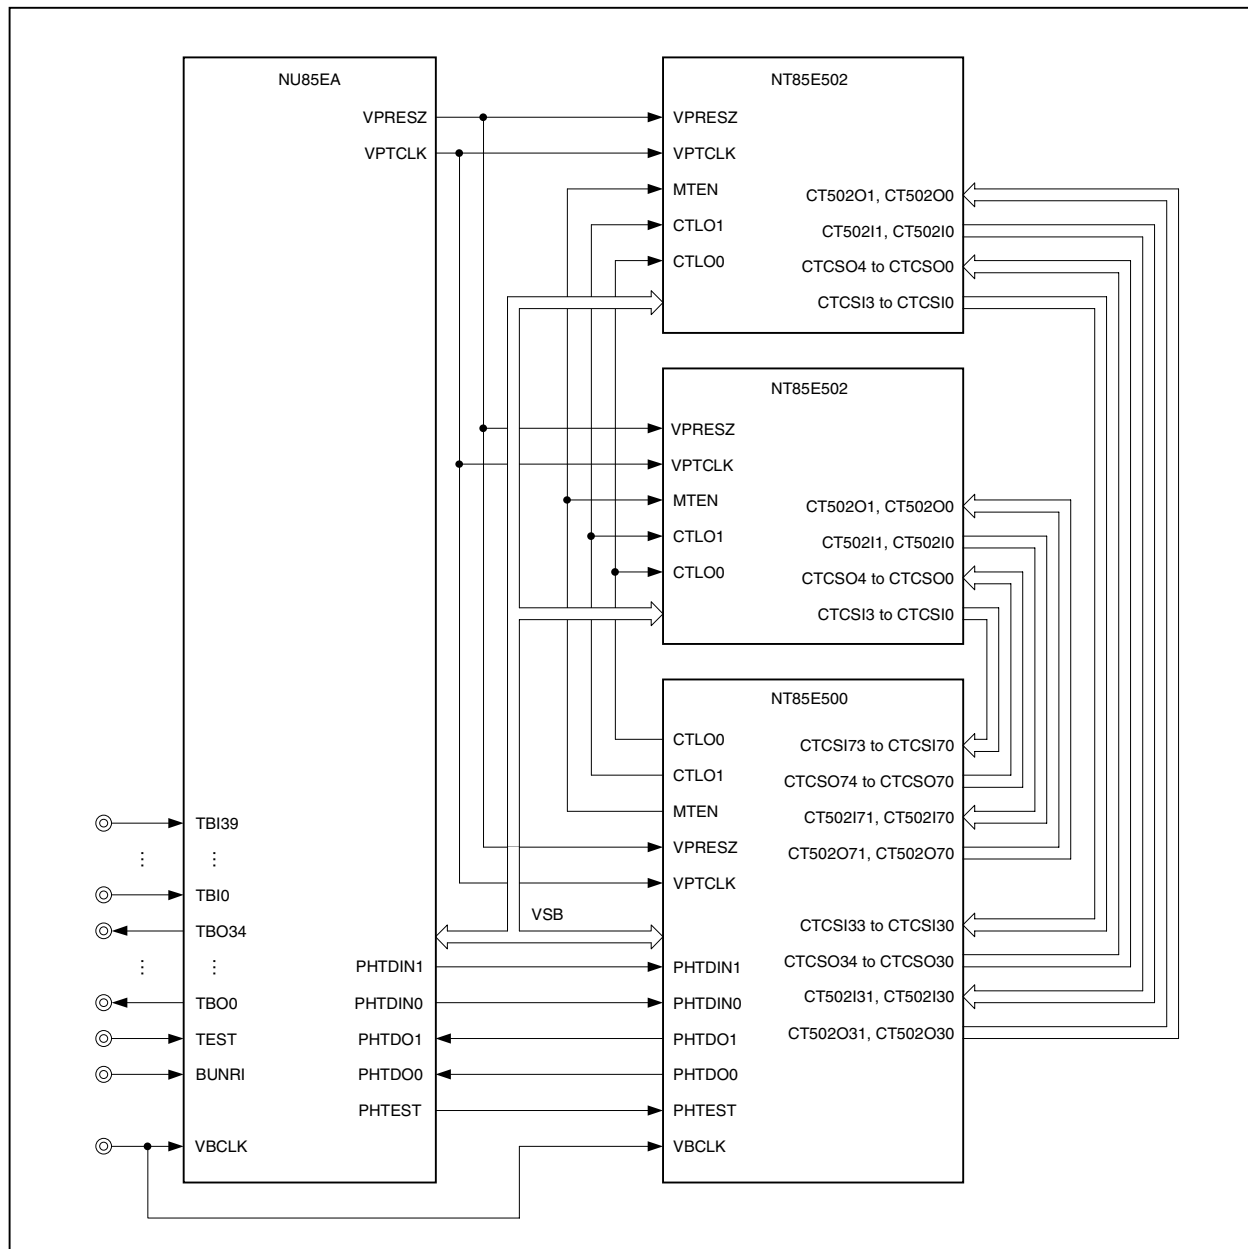 NU85EA
VPRESZ
VPTCLK
TBI39
⋮ ⋮
TBI0
TBO34
⋮ ⋮
TBO0
TEST
BUNRI
VBCLK
PHTDIN1
PHTDIN0
PHTDO1
PHTDO0
PHTEST
VSB
NT85E502
VPRESZ
VPTCLK
MTEN
CTLO1
CTLO0
CT502O1, CT502O0
CT502I1, CT502I0
CTCSO4 to CTCSO0
CTCSI3 to CTCSI0
NT85E502
VPRESZ
VPTCLK
MTEN
CTLO1
CTLO0
CT502O1, CT502O0
CT502I1, CT502I0
CTCSO4 to CTCSO0
CTCSI3 to CTCSI0
NT85E500
CTLO0
CTLO1
MTEN
VPRESZ
VPTCLK
PHTDIN1
PHTDIN0
PHTDO1
PHTDO0
PHTEST
VBCLK
CTCSI73 to CTCSI70
CTCSO74 to CTCSO70
CT502I71, CT502I70
CT502O71, CT502O70
CTCSI33 to CTCSI30
CTCSO34 to CTCSO30
CT502I31, CT502I30
CT502O31, CT502O30